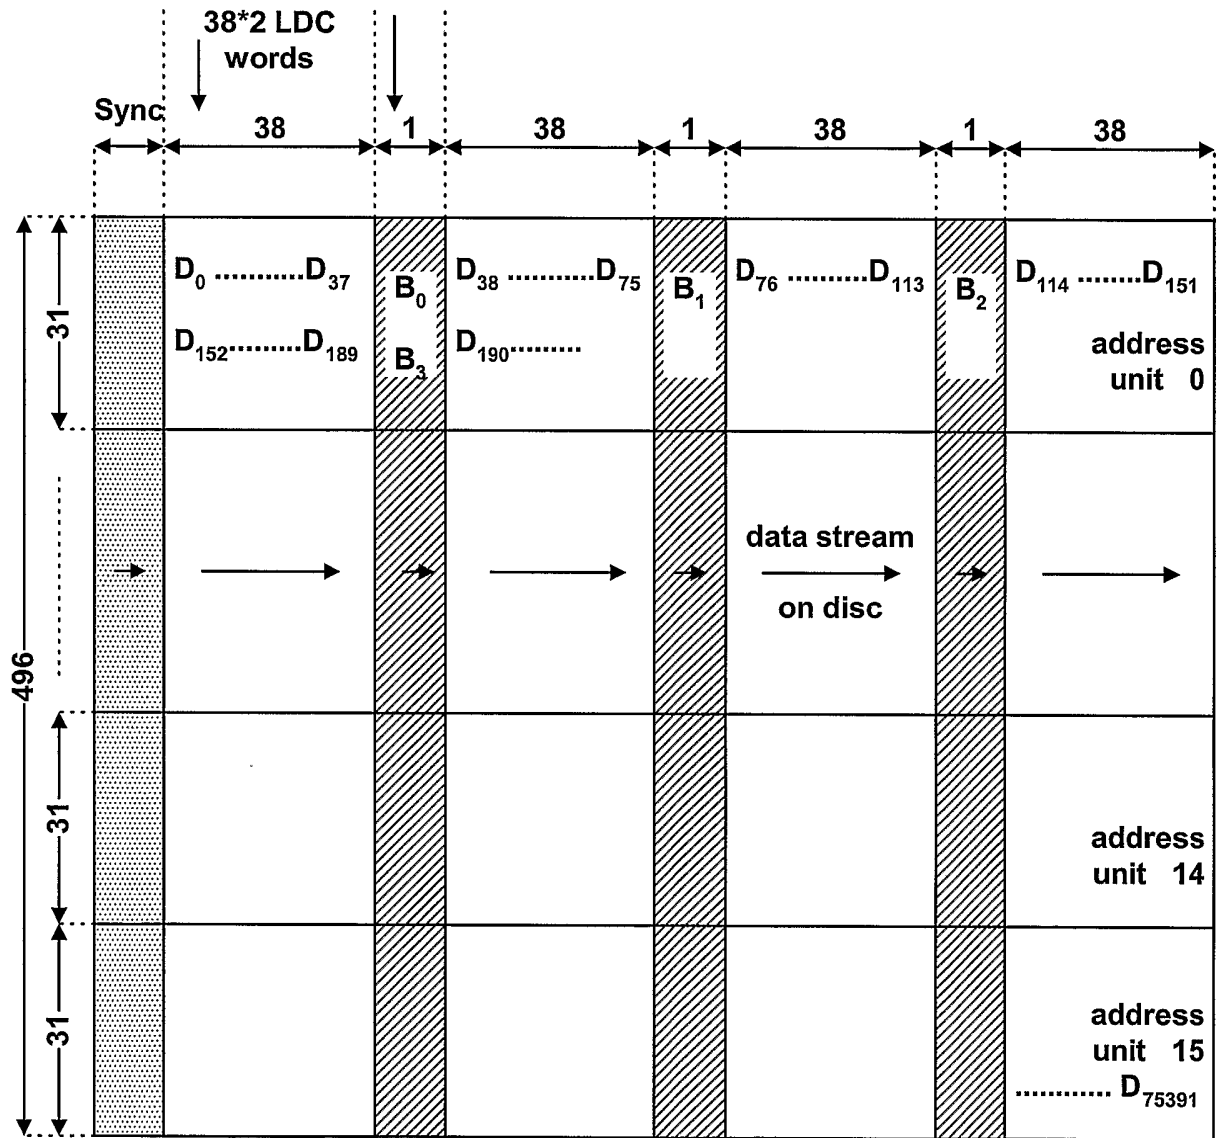 38*2 LDC
words
Sync 38 1 38 1 38 1 38
D0 ..........D37 B0 D38 ..........D75 B1 D76 ..........D113 B2 D114 .......D151
31
D152..........D189 B3 D190..........
address
unit 0
data stream
on disc
496
31
address
unit 14
31
address
unit 15
........... D75391